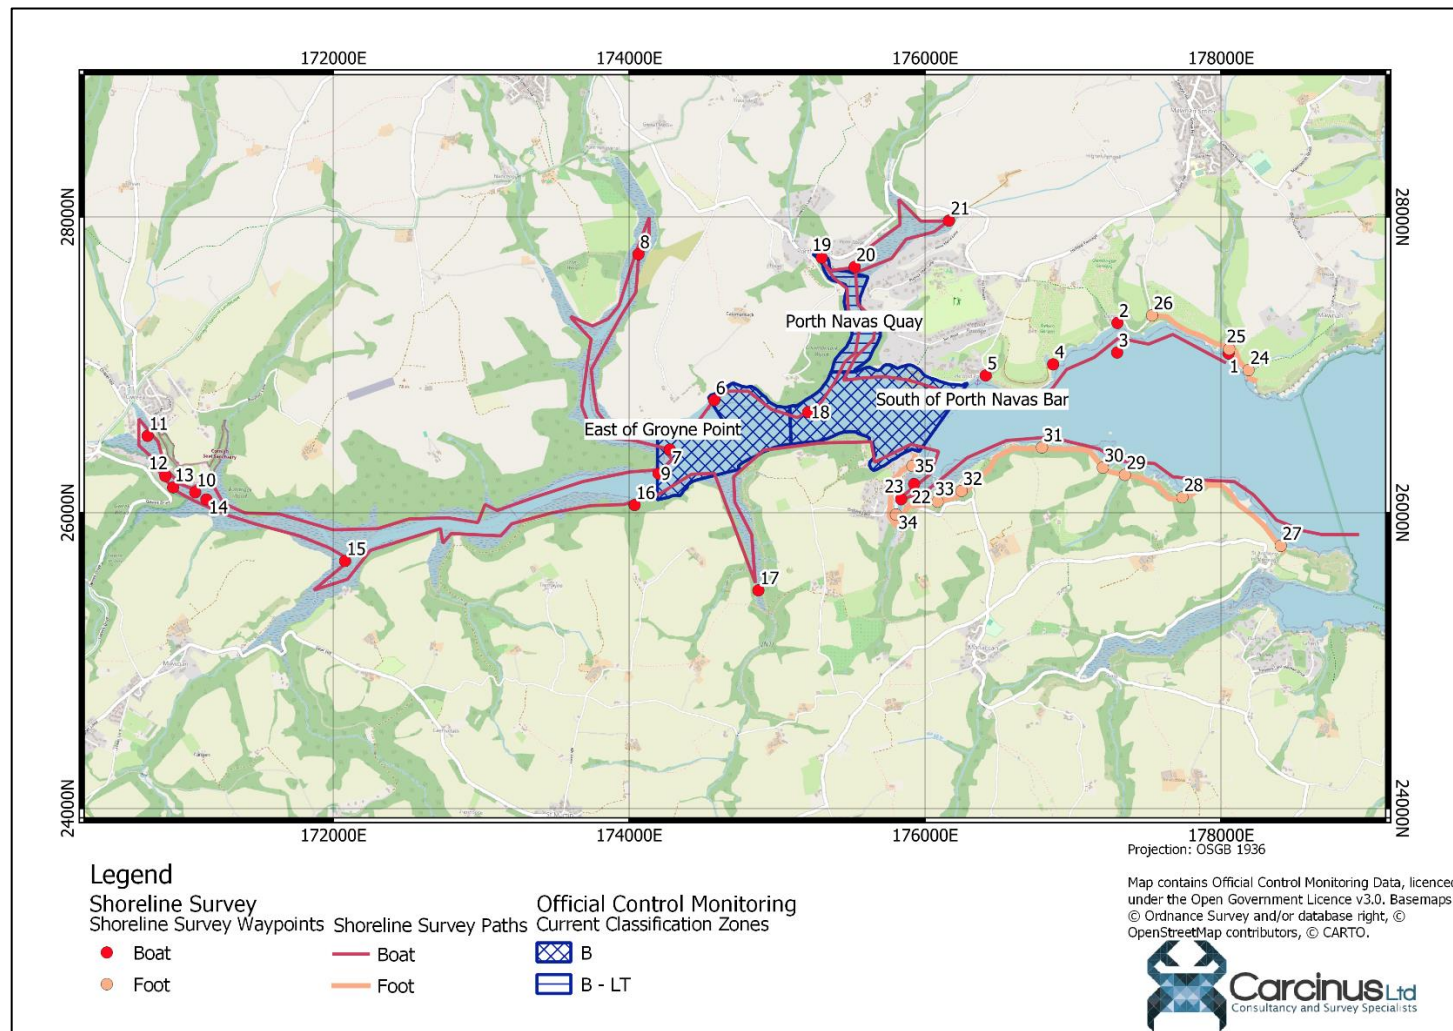 172000E 174000E 176000E 178000E
28000N 28000N
26000N 26000N
24000N 24000N
21
19
20
8
Porth Navas Quay
26
2
25
3
24
4
1
5
6
South of Porth Navas Bar
18
East of Groyne Point
11
7
31
12
13
9
35
30
29
10
16
23
32
28
14
22
33
34
27
15
17
172000E 174000E 176000E 178000E
Projection: OSGB 1936
Legend
Shoreline Survey
Shoreline Survey Waypoints
Boat
Foot
Shoreline Survey Paths
Boat
Foot
Official Control Monitoring
Current Classification Zones
B
B - LT
Map contains Official Control Monitoring Data, licenced
under the Open Government Licence v3.0. Basemaps
© Ordnance Survey and/or database right, ©
OpenStreetMap contributors, © CARTO.
Carcinus Ltd
Consultancy and Survey Specialists